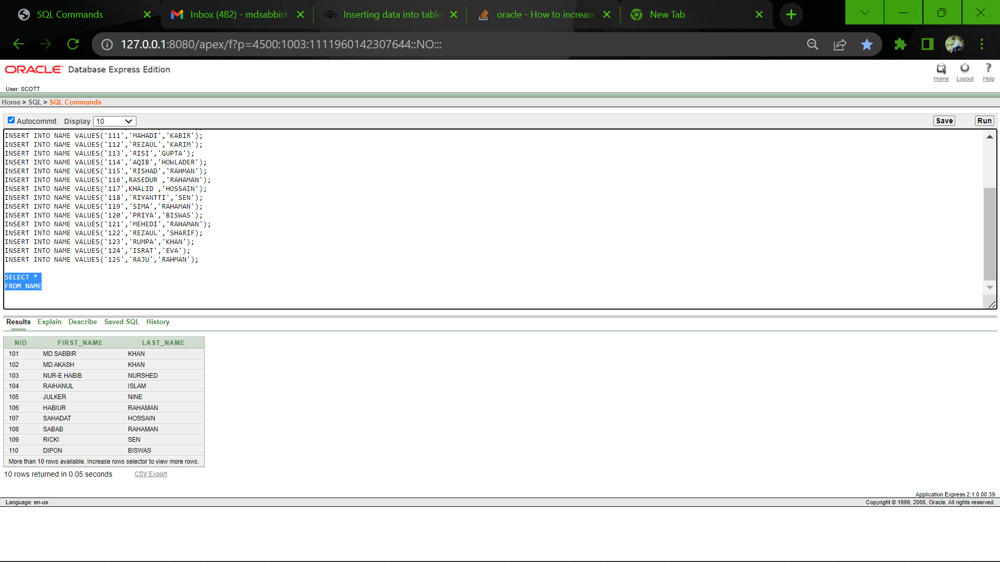 SQL Commands
Inbox (482) - mdsabbirk
Inserting data into table
oracle - How to increase
New Tab
127.0.0.1:8080/apex/f?p=4500:1003:1111960142307644::NO:::
ORACLE Database Express Edition
Home Logout Help
User: SCOTT
Home > SQL > SQL Commands
Autocommit Display 10
Save Run
INSERT INTO NAME VALUES('111','MAHADI','KABIR');
INSERT INTO NAME VALUES('112','REZAUL','KARIM');
INSERT INTO NAME VALUES('113','RISI','GUPTA');
INSERT INTO NAME VALUES('114','AQIB','HOWLADER');
INSERT INTO NAME VALUES('115','RISHAD','RAHMAN');
INSERT INTO NAME VALUES('116',RASEDUR ,'RAHAMAN');
INSERT INTO NAME VALUES('117',KHALID ,'HOSSAIN');
INSERT INTO NAME VALUES('118','RIYANTTI','SEN');
INSERT INTO NAME VALUES('119','SIMA','RAHAMAN');
INSERT INTO NAME VALUES('120','PRIYA','BISWAS');
INSERT INTO NAME VALUES('121','MEHEDI','RAHAMAN');
INSERT INTO NAME VALUES('122','REZAUL','SHARIF);
INSERT INTO NAME VALUES('123','RUMPA','KHAN');
INSERT INTO NAME VALUES('124','ISRAT','EVA');
INSERT INTO NAME VALUES('125','RAJU','RAHMAN');
SELECT *
FROM NAME
Results Explain Describe Saved SQL History
NID FIRST_NAME LAST_NAME
101 MD SABBIR KHAN
102 MD AKASH KHAN
103 NUR-E HABIB NURSHED
104 RAIHANUL ISLAM
105 JULKER NINE
106 HABIUR RAHAMAN
107 SAHADAT HOSSAIN
108 SABAB RAHAMAN
109 RICKI SEN
110 DIPON BISWAS
More than 10 rows available. Increase rows selector to view more rows.
10 rows returned in 0.05 seconds CSV Export
Application Express 2.1.0.00.39
Language: en-us Copyright © 1999, 2006, Oracle. All rights reserved.